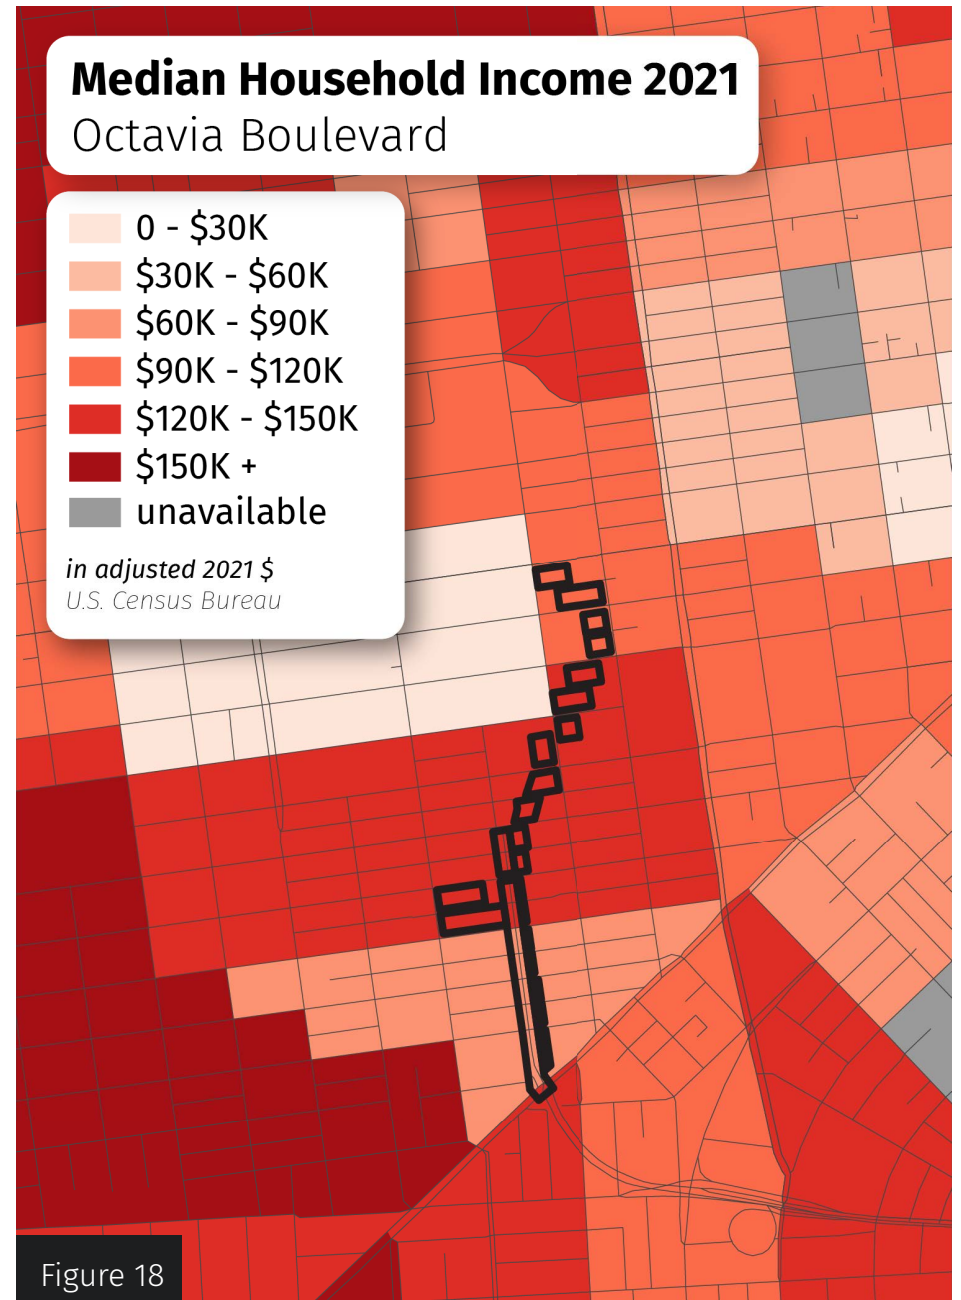 Median Household Income 2021
Octavia Boulevard
0 - $30K
$30K - $60K
$60K - $90K
$90K - $120K
$120K - $150K
$150K +
unavailable
in adjusted 2021 $
U.S. Census Bureau
Figure 18